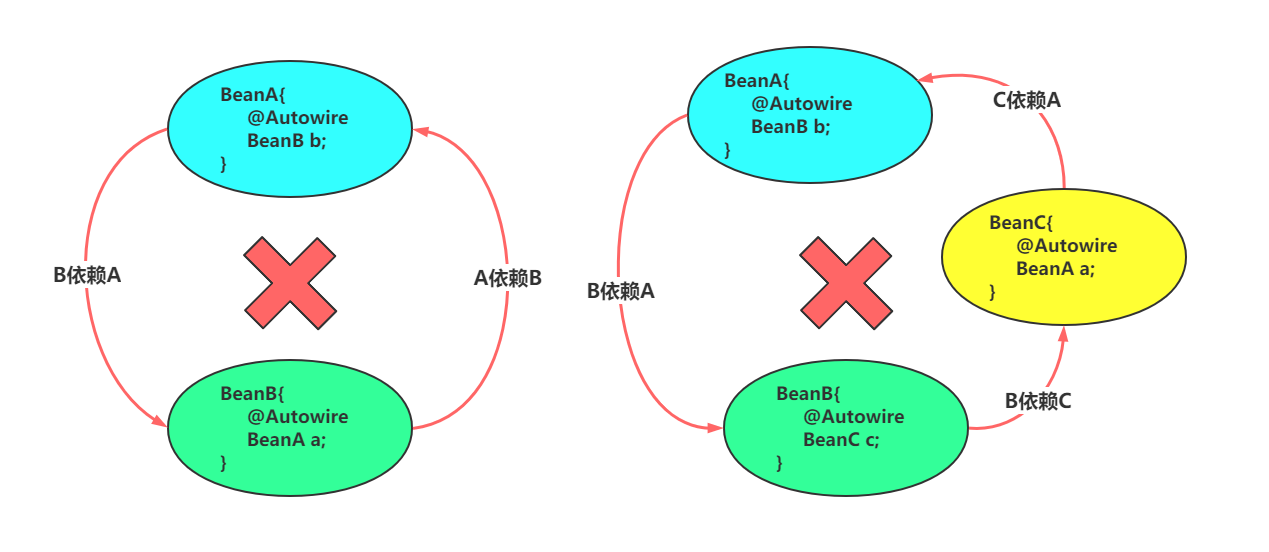 BeanA{
@Autowire
BeanB b;
}
B依赖A
A依赖B
BeanB{
@Autowire
BeanA a;
}
BeanA{
@Autowire
BeanB b;
}
C依赖A
BeanC{
@Autowire
BeanA a;
}
B依赖A
B依赖C
BeanB{
@Autowire
BeanC c;
}